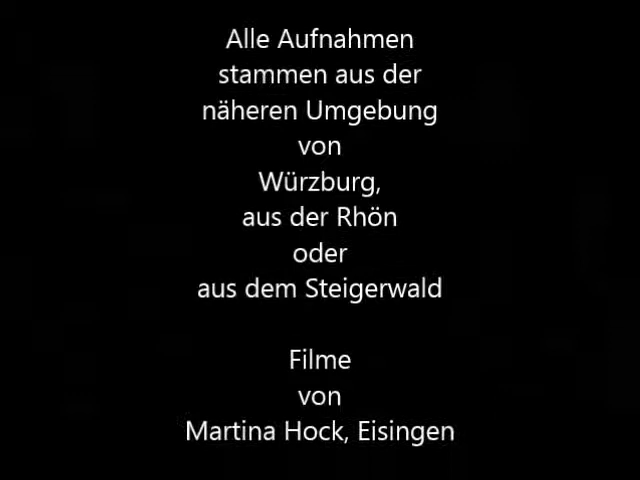 Alle Aufnahmen
stammen aus der
näheren Umgebung
von
Würzburg,
aus der Rhön
oder
aus dem Steigerwald
Filme
von
Martina Hock, Eisingen